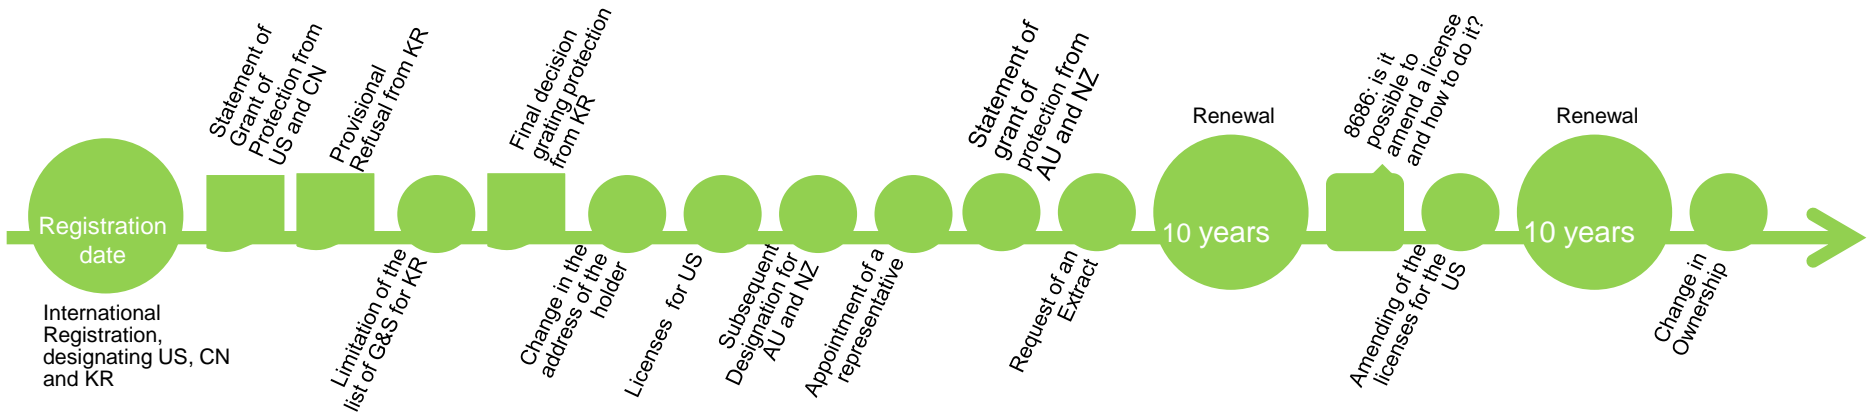 Registration
date
International
Registration,
designating US, CN
and KR
Statement of
Grant of
Protection from
US and CN
Provisional
Refusal from KR
Limitation of the
list of G&S for KR
Final decision
grating protection
from KR
Change in the
address of the
holder
Licenses for US
Subsequent
Designation for
AU and NZ
Appointment of a
representative
Statement of
grant of
protection from
AU and NZ
Request of an
Extract
Renewal
10 years
8686: is it
possible to
amend a license
and how to do it?
Amending of the
licenses for the
US
Renewal
10 years
Change in
Ownership